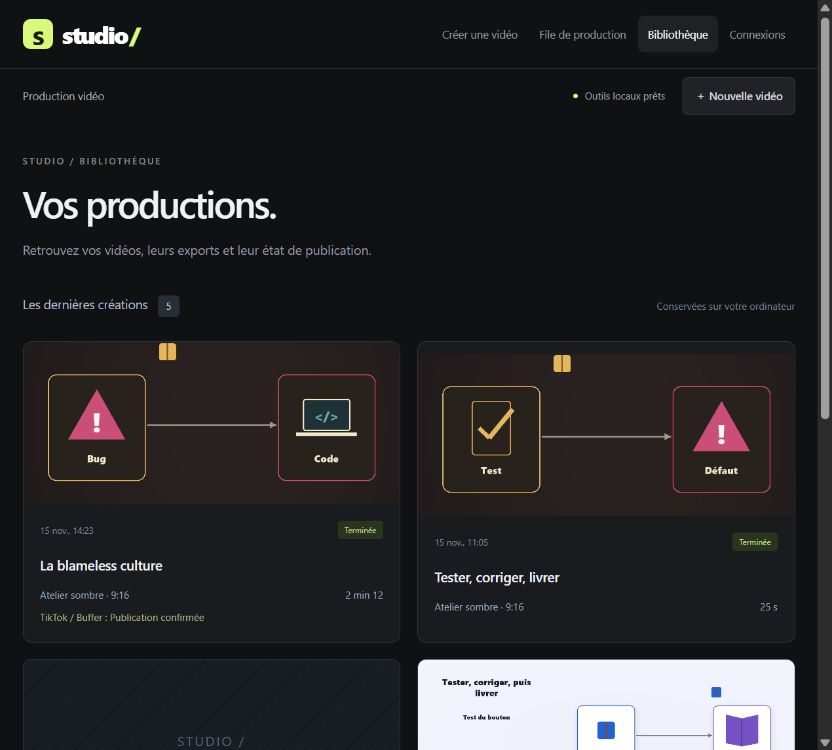 s studio/
Créer une vidéo File de production Bibliothèque Connexions
Production vidéo
Outils locaux prêts
+ Nouvelle vidéo
STUDIO / BIBLIOTHÈQUE
Vos productions.
Retrouvez vos vidéos, leurs exports et leur état de publication.
Les dernières créations 5
Conservées sur votre ordinateur
!
</>
Bug
Code
15 nov., 14:23
Terminée
La blameless culture
Atelier sombre · 9:16
2 min 12
TikTok / Buffer : Publication confirmée
!
Test
Défaut
15 nov., 11:05
Terminée
Tester, corriger, livrer
Atelier sombre · 9:16
25 s
STUDIO /
Tester, corriger, puis
livrer
Test du bouton